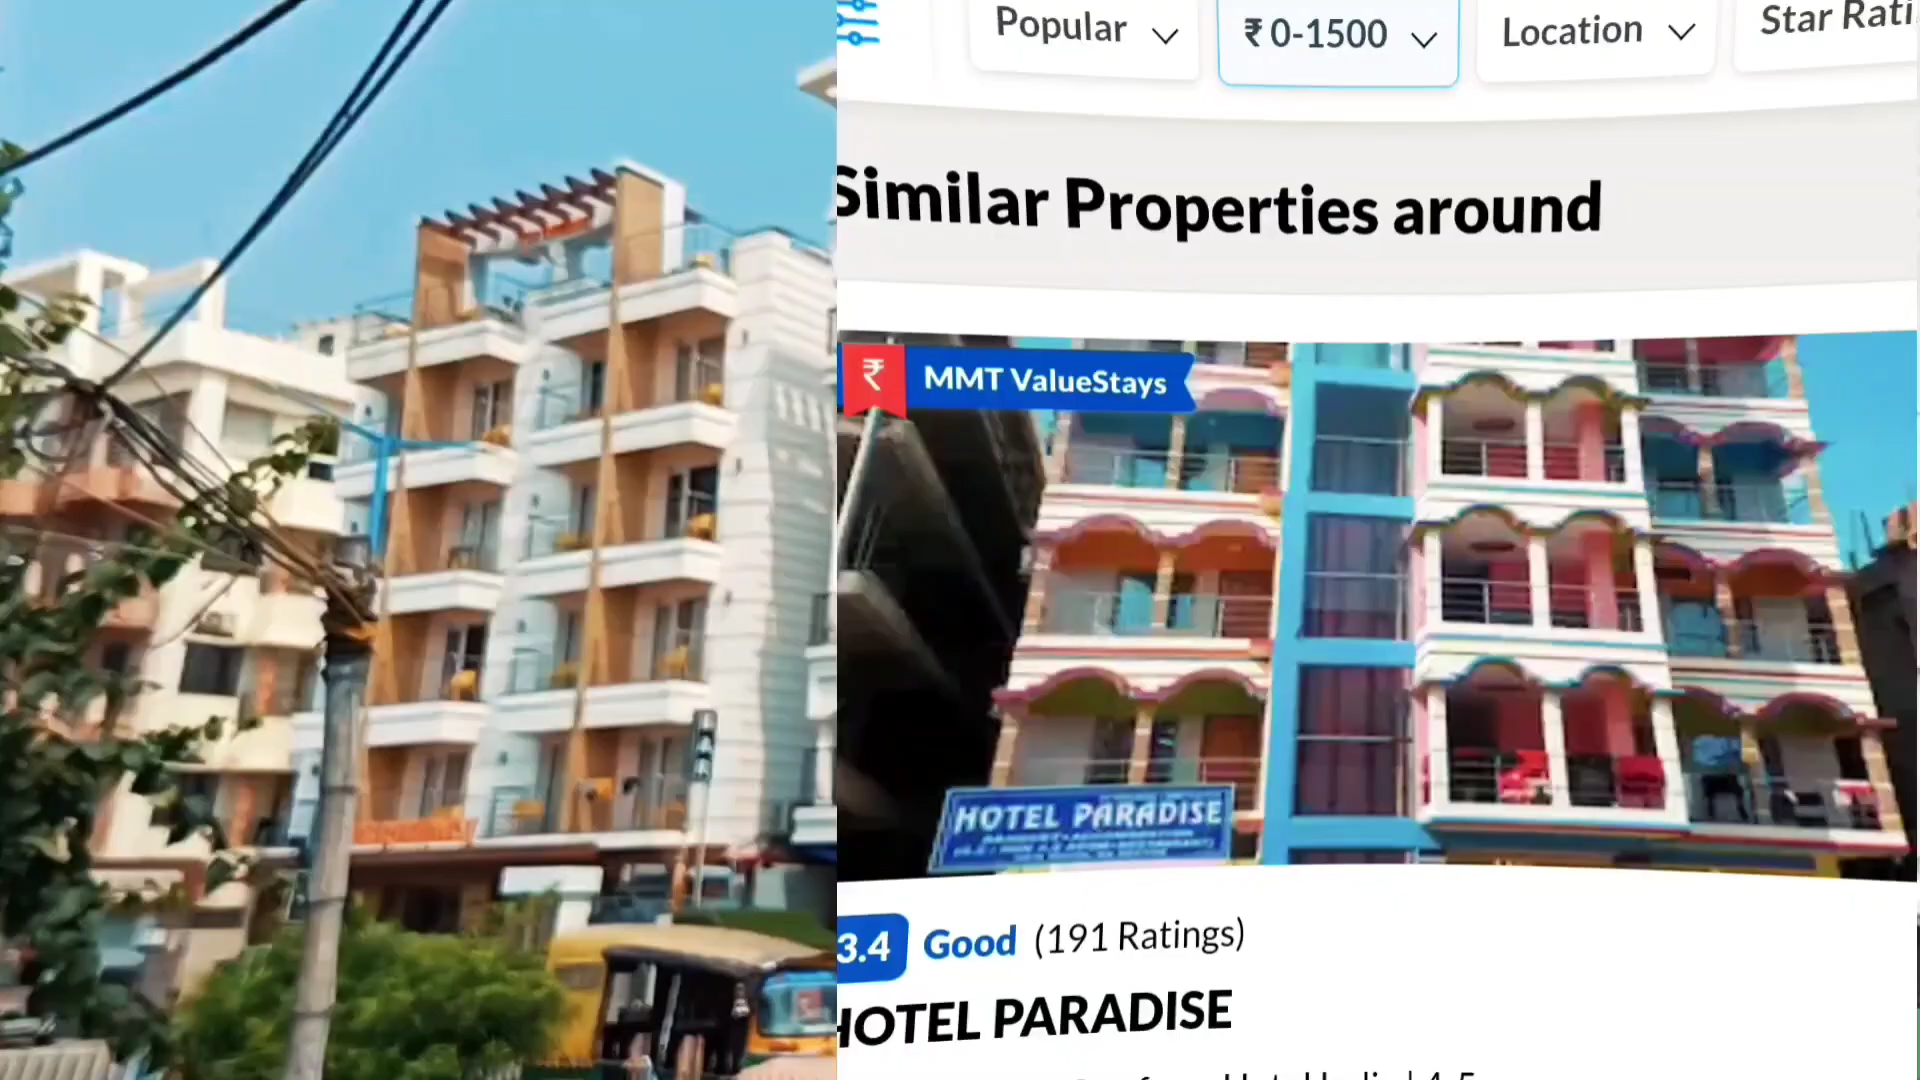 Popular
₹ 0-1500
Location
Star Rati
Similar Properties around
₹
MMT ValueStays
HOTEL PARADISE
3.4 Good (191 Ratings)
HOTEL PARADISE